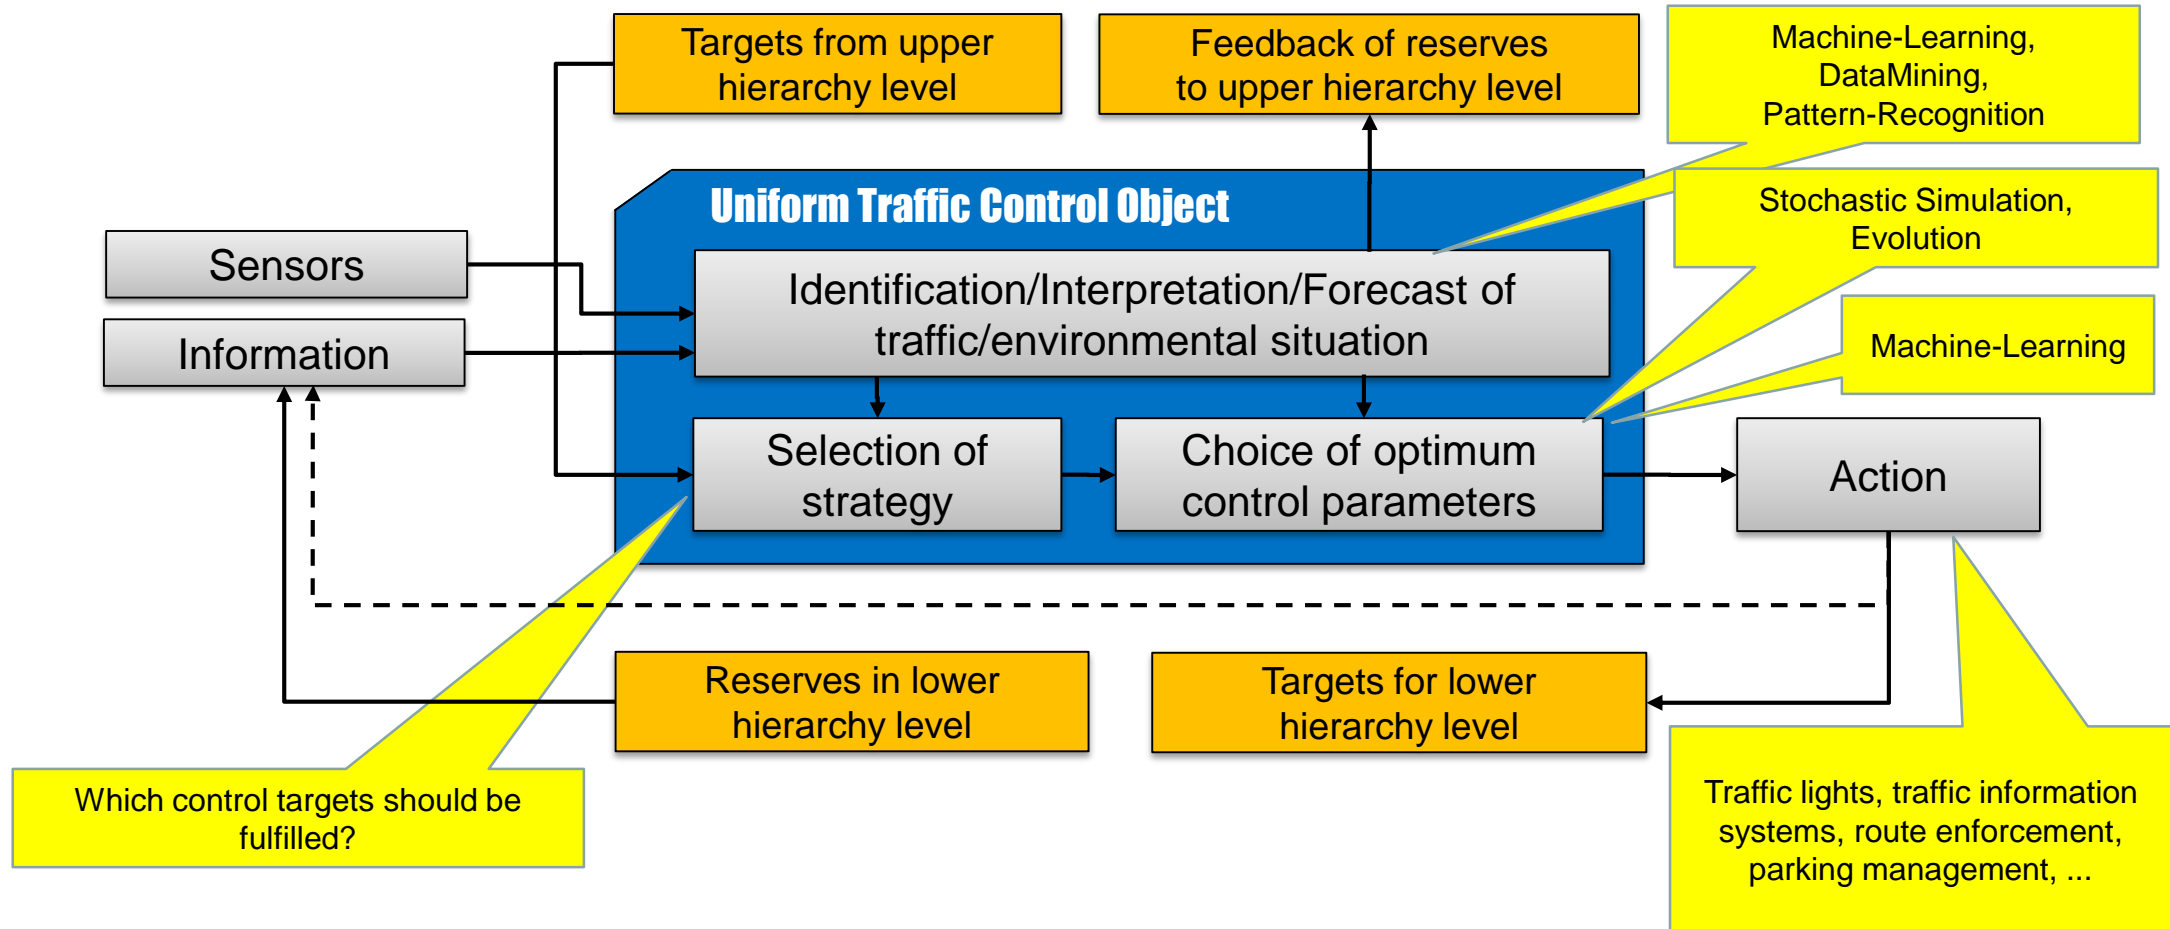 Targets from upper
hierarchy level
Feedback of reserves
to upper hierarchy level
Machine-Learning,
DataMining,
Pattern-Recognition
Uniform Traffic Control Object
Stochastic Simulation,
Evolution
Sensors
Identification/Interpretation/Forecast of
traffic/environmental situation
Information
Machine-Learning
Selection of
strategy
Choice of optimum
control parameters
Action
Reserves in lower
hierarchy level
Targets for lower
hierarchy level
Which control targets should be
fulfilled?
Traffic lights, traffic information
systems, route enforcement,
parking management, ...